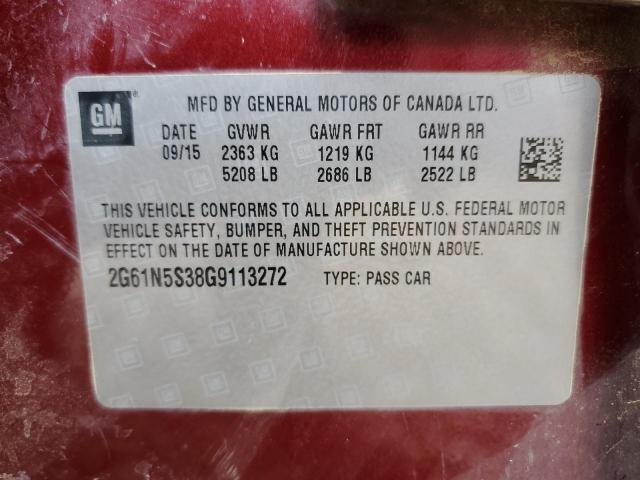 GM
MFD BY GENERAL MOTORS OF CANADA LTD.
DATE GVWR GAWR FRT GAWR RR
09/15 2363 KG 1219 KG 1144 KG
5208 LB 2686 LB 2522 LB
THIS VEHICLE CONFORMS TO ALL APPLICABLE U.S. FEDERAL MOTOR
VEHICLE SAFETY, BUMPER, AND THEFT PREVENTION STANDARDS IN
EFFECT ON THE DATE OF MANUFACTURE SHOWN ABOVE.
2G61N5S38G9113272 TYPE: PASS CAR